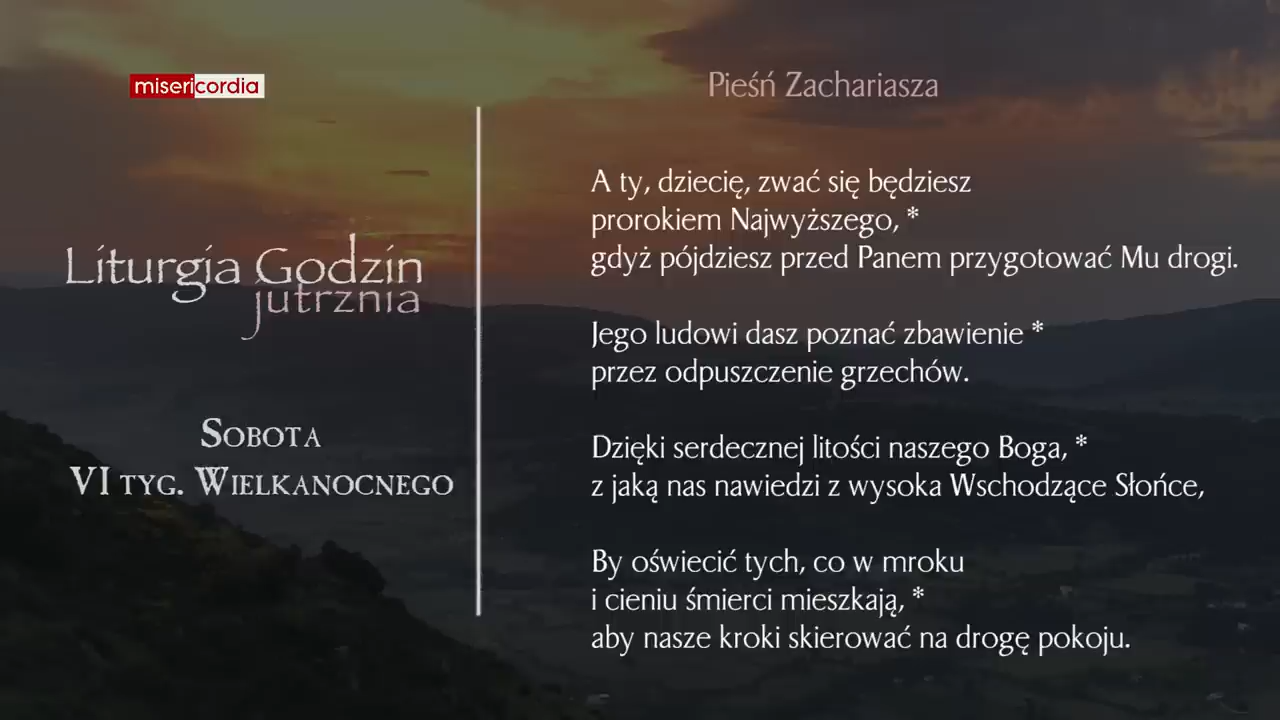 misericordia
Liturgia Godzin
jutrznia
Sobota
VI tyg. Wielkanocnego
Pieśń Zachariasza
A ty, dziecię, zwać się będziesz
prorokiem Najwyższego, *
gdyż pójdziesz przed Panem przygotować Mu drogi.
Jego ludowi dasz poznać zbawienie *
przez odpuszczenie grzechów.
Dzięki serdecznej litości naszego Boga, *
z jaką nas nawiedzi z wysoka Wschodzące Słońce,
By oświecić tych, co w mroku
i cieniu śmierci mieszkają, *
aby nasze kroki skierować na drogę pokoju.